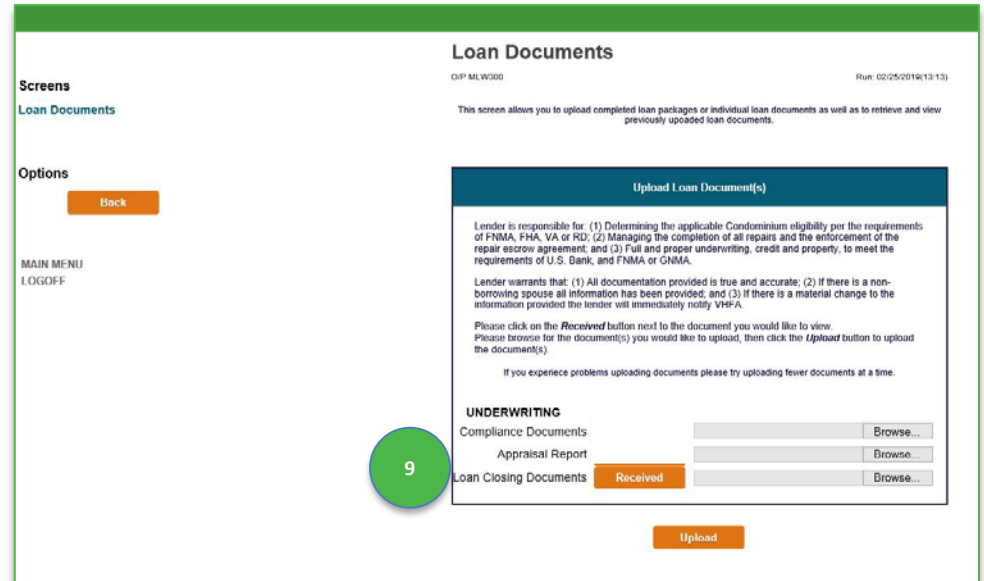 Loan Documents
O/P MLW300
Run: 02/25/2019(13:13)
Screens
Loan Documents
This screen allows you to upload completed loan packages or individual loan documents as well as to retrieve and view
previously upoaded loan documents.
Options
Back
MAIN MENU
LOGOFF
Upload Loan Document(s)
Lender is responsible for: (1) Determining the applicable Condominium eligibility per the requirements
of FNMA, FHA, VA or RD; (2) Managing the completion of all repairs and the enforcement of the
repair escrow agreement; and (3) Full and proper underwriting, credit and property, to meet the
requirements of U.S. Bank, and FNMA or GNMA.
Lender warrants that: (1) All documentation provided is true and accurate; (2) If there is a non-
borrowing spouse all information has been provided; and (3) If there is a material change to the
information provided the lender will immediately notify VHFA.
Please click on the Received button next to the document you would like to view.
Please browse for the document(s) you would like to upload, then click the Upload button to upload
the document(s).
If you experiece problems uploading documents please try uploading fewer documents at a time.
UNDERWRITING
Compliance Documents Browse...
Appraisal Report Browse...
9
Loan Closing Documents Received Browse...
Upload